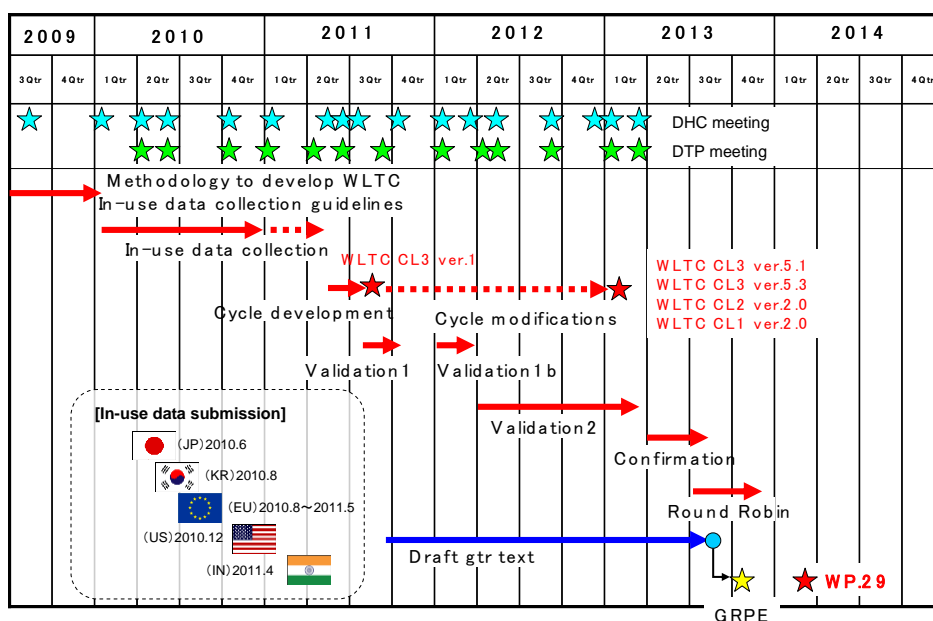 2009 2010 2011 2012 2013 2014
3Qtr 4Qtr 1Qtr 2Qtr 3Qtr 4Qtr 1Qtr 2Qtr 3Qtr 4Qtr 1Qtr 2Qtr 3Qtr 4Qtr 1Qtr 2Qtr 3Qtr 4Qtr 1Qtr 2Qtr 3Qtr 4Qtr
DHC meeting
DTP meeting
Methodology to develop WLTC
In-use data collection guidelines
In-use data collection
WLTC CL3 ver.1
WLTC CL3 ver.5.1
WLTC CL3 ver.5.3
WLTC CL2 ver.2.0
WLTC CL1 ver.2.0
Cycle development
Cycle modifications
Validation1
Validation1b
Validation2
Confirmation
Round Robin
[In-use data submission]
(JP)2010.6
(KR)2010.8
(EU)2010.8～2011.5
(US)2010.12
(IN)2011.4
Draft gtr text
WP.29
GRPE